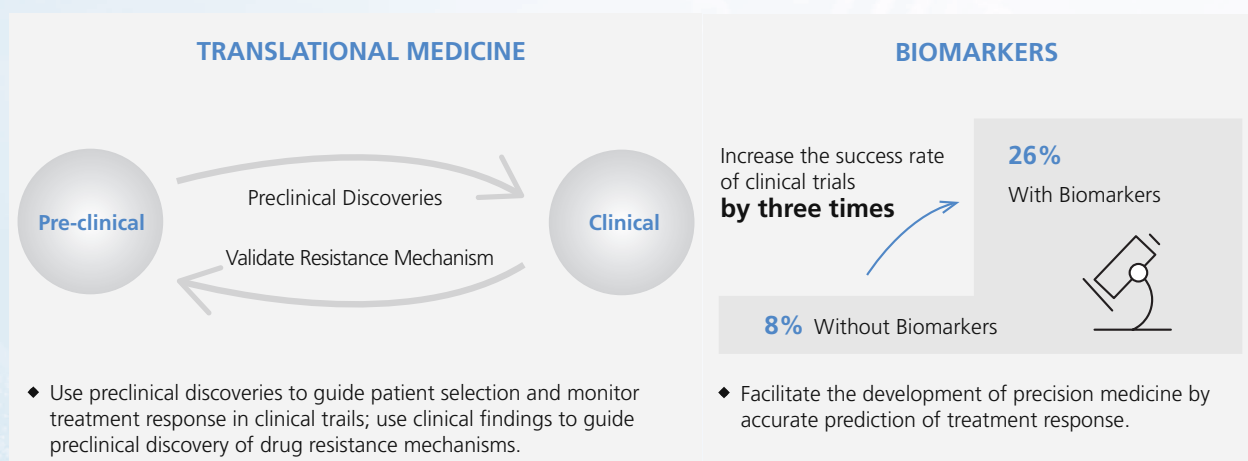 TRANSLATIONAL MEDICINE
Pre-clinical
Preclinical Discoveries
Validate Resistance Mechanism
Clinical
◆ Use preclinical discoveries to guide patient selection and monitor
treatment response in clinical trails; use clinical findings to guide
preclinical discovery of drug resistance mechanisms.
BIOMARKERS
Increase the success rate
of clinical trials
by three times
26%
With Biomarkers
8% Without Biomarkers
◆ Facilitate the development of precision medicine by
accurate prediction of treatment response.